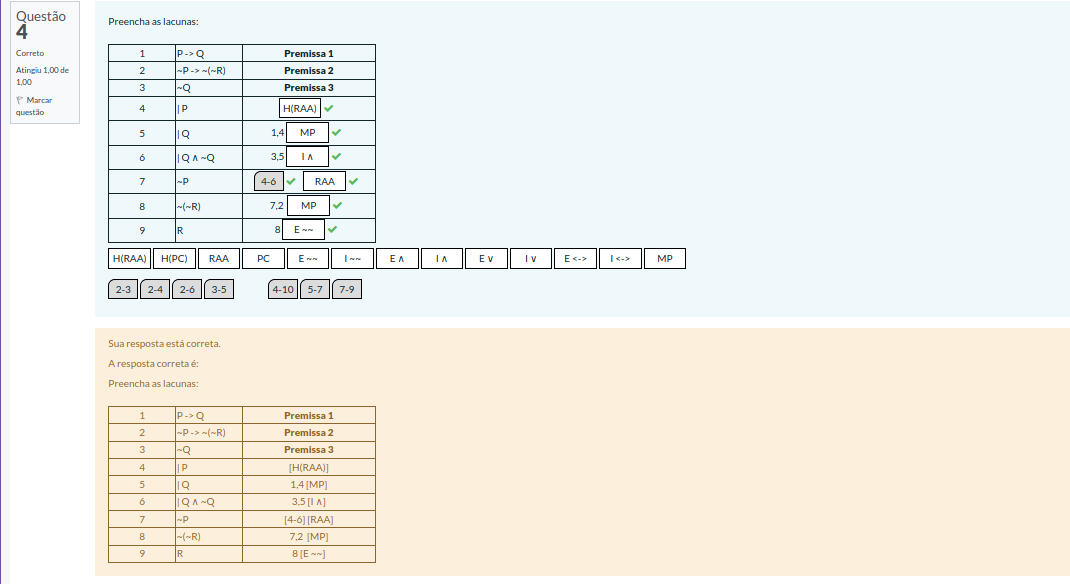 Questão
4
Correto
Atingiu 1,00 de
1,00
Marcar
questão
Preencha as lacunas:
1 P -> Q Premissa 1
2 ~P -> ~(~R) Premissa 2
3 ~Q Premissa 3
4 | P H(RAA)
5 | Q 1,4 MP
6 | Q ∧ ~Q 3,5 I ∧
7 ~P 4-6 RAA
8 ~(~R) 7,2 MP
9 R 8 E ~~
H(RAA) H(PC) RAA PC E ~~ I ~~ E ∧ I ∧ E ∨ I ∨ E <-> I <-> MP
2-3 2-4 2-6 3-5 4-10 5-7 7-9
Sua resposta está correta.
A resposta correta é:
Preencha as lacunas:
1 P -> Q Premissa 1
2 ~P -> ~(~R) Premissa 2
3 ~Q Premissa 3
4 | P [H(RAA)]
5 | Q 1,4 [MP]
6 | Q ∧ ~Q 3,5 [I ∧]
7 ~P [4-6] [RAA]
8 ~(~R) 7,2 [MP]
9 R 8 [E ~~]